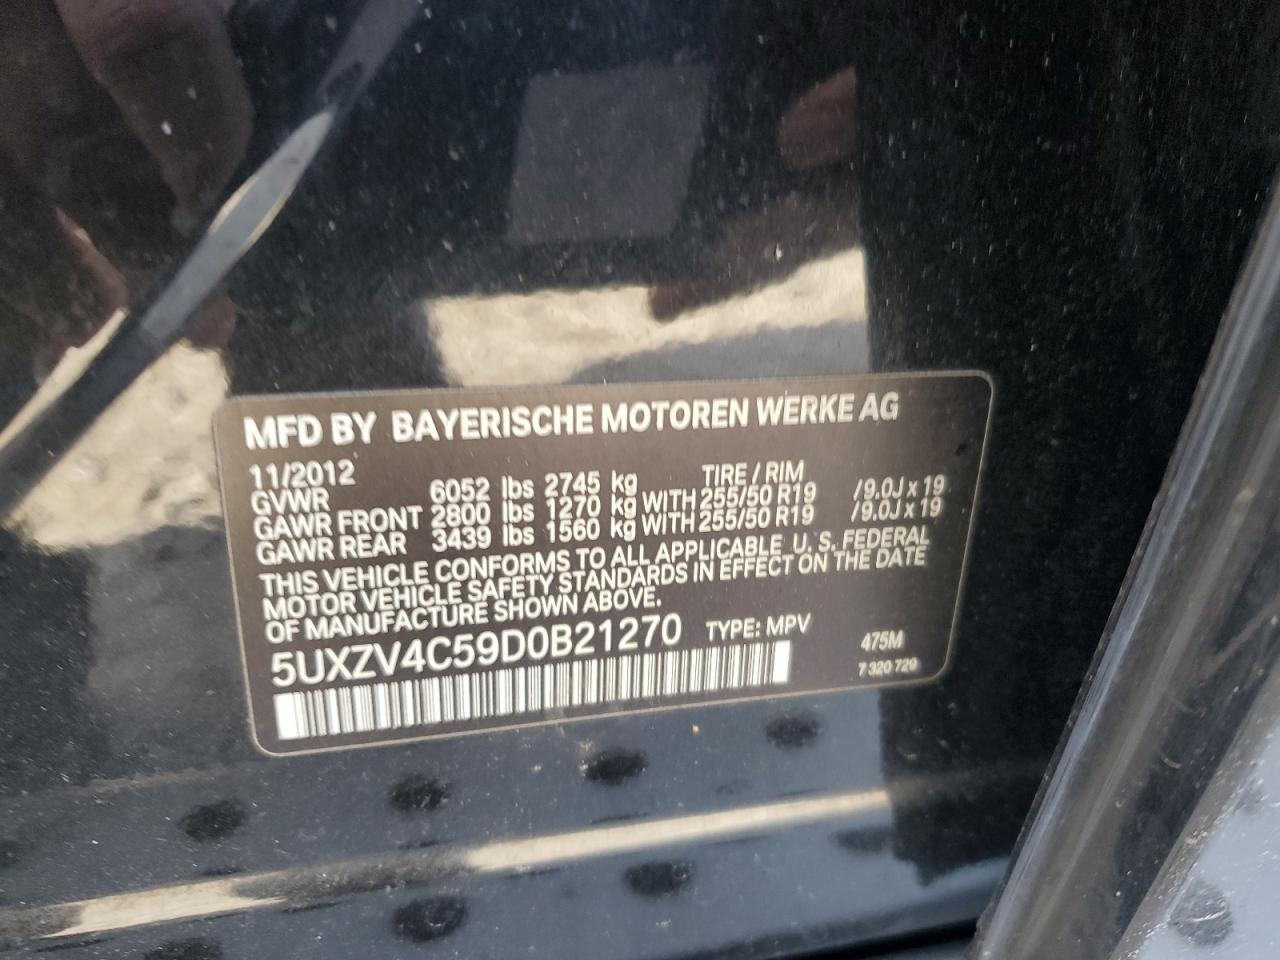 MFD BY BAYERISCHE MOTOREN WERKE AG
11/2012 TIRE / RIM
GVWR 6052 lbs 2745 kg
GAWR FRONT 2800 lbs 1270 kg WITH 255/50 R19 /9.0J x 19
GAWR REAR 3439 lbs 1560 kg WITH 255/50 R19 /9.0J x 19
THIS VEHICLE CONFORMS TO ALL APPLICABLE U.S. FEDERAL
MOTOR VEHICLE SAFETY STANDARDS IN EFFECT ON THE DATE
OF MANUFACTURE SHOWN ABOVE.
5UXZV4C59D0B21270 TYPE: MPV
475M
7 320 729